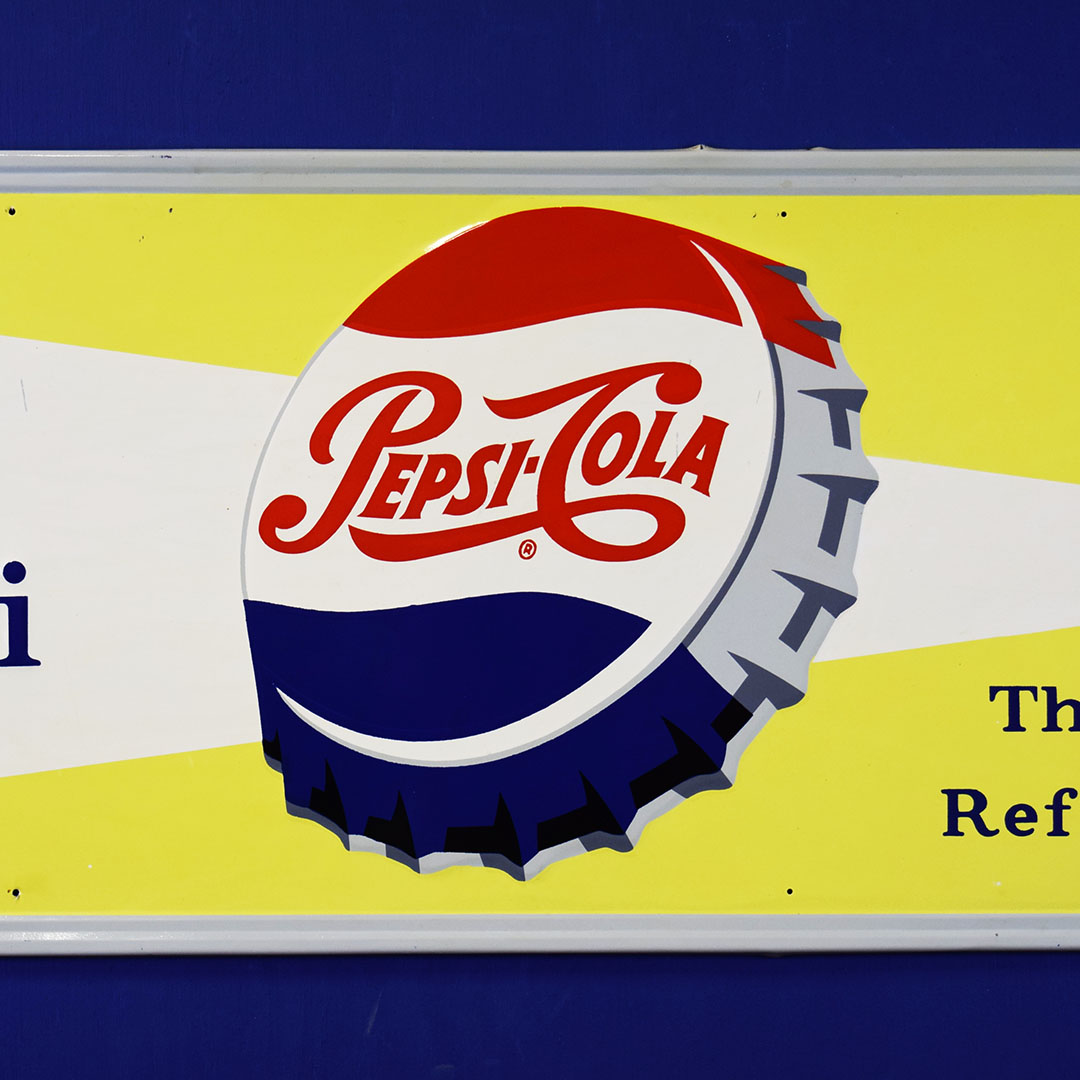 i
PEPSI-COLA
®
Th
Ref